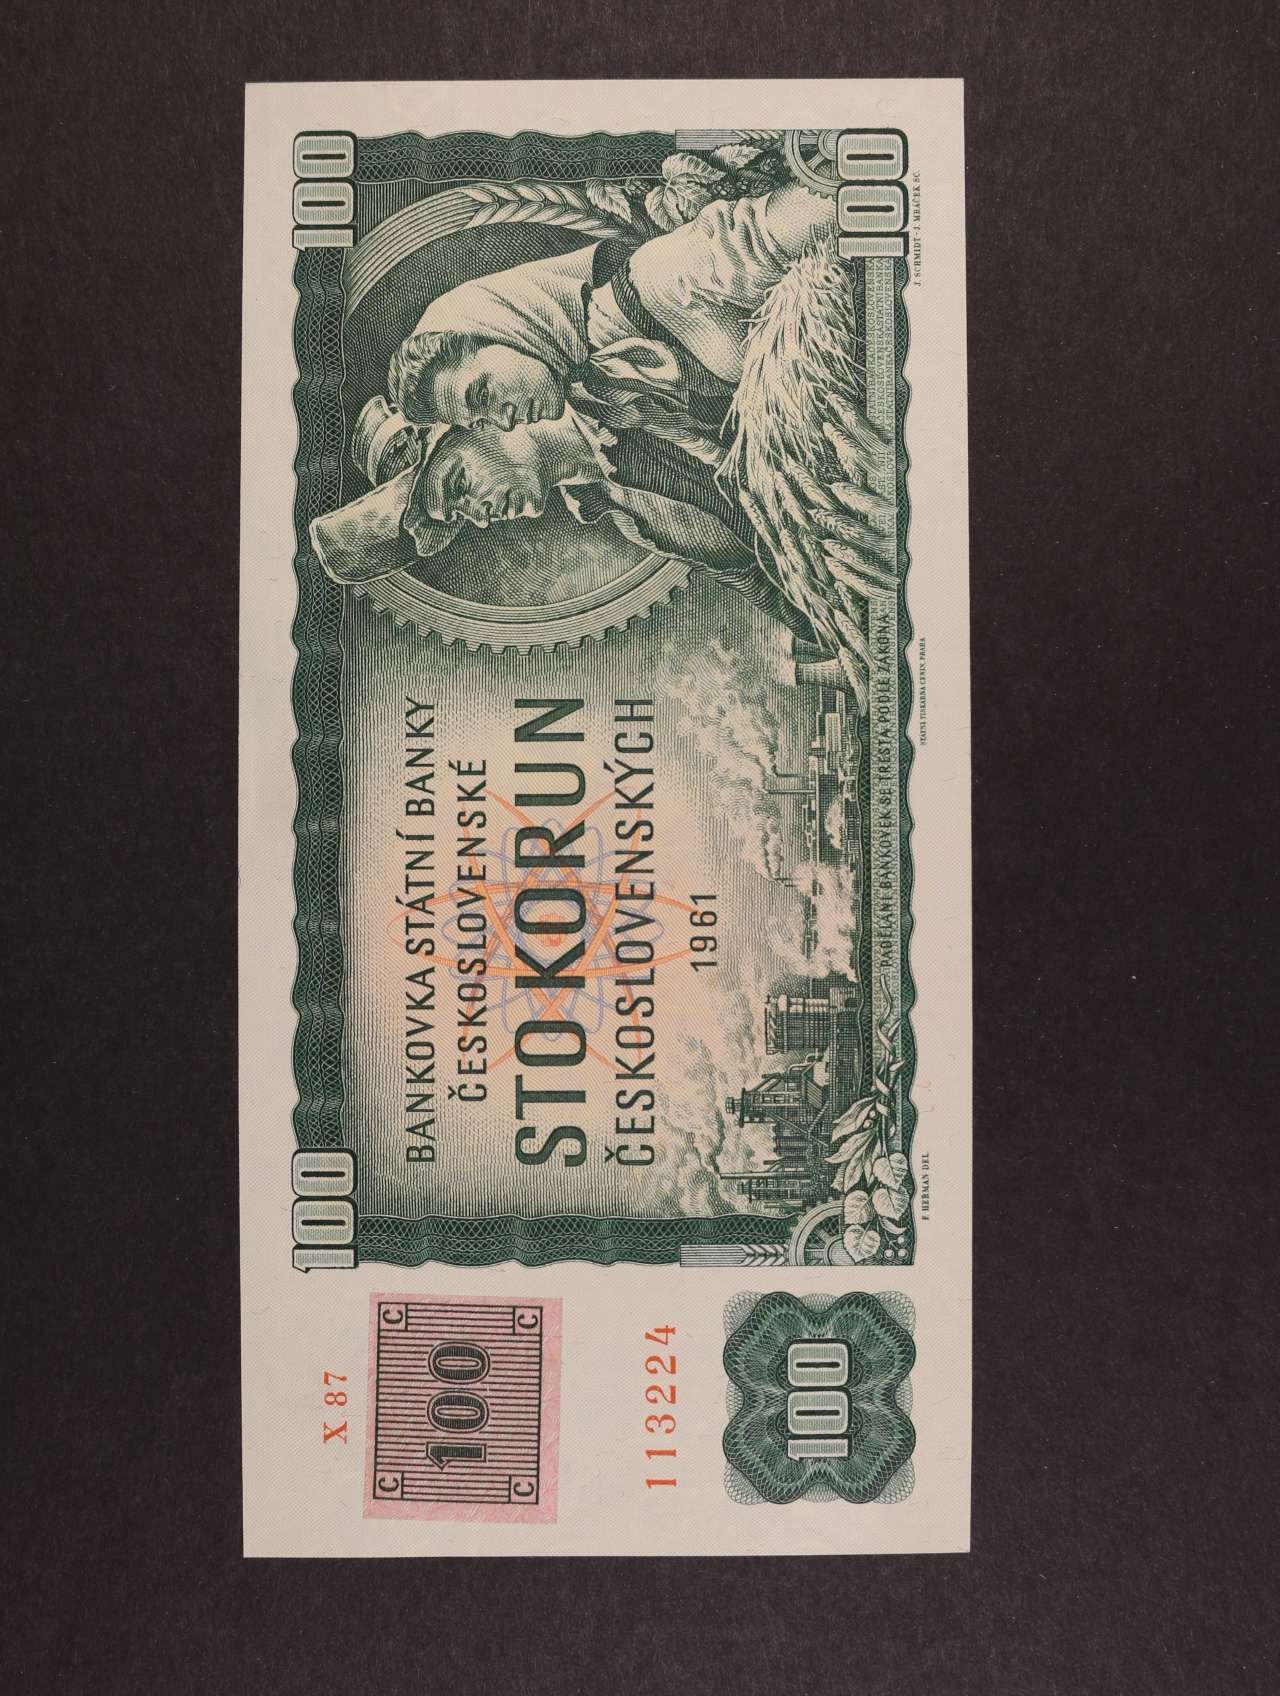 100
100
X 87
C
C
100
C
C
113224
100
100
BANKOVKA STÁTNÍ BANKY
ČESKOSLOVENSKÉ
STO KORUN
ČESKOSLOVENSKÝCH
1961
PADĚLÁNÍ BANKOVEK SE TRESTÁ PODLE ZÁKONA
F. HEŘMAN DEL.
STÁTNÍ TISKÁRNA CENIN, PRAHA
J. SCHMIDT - J. MRÁČEK SC.